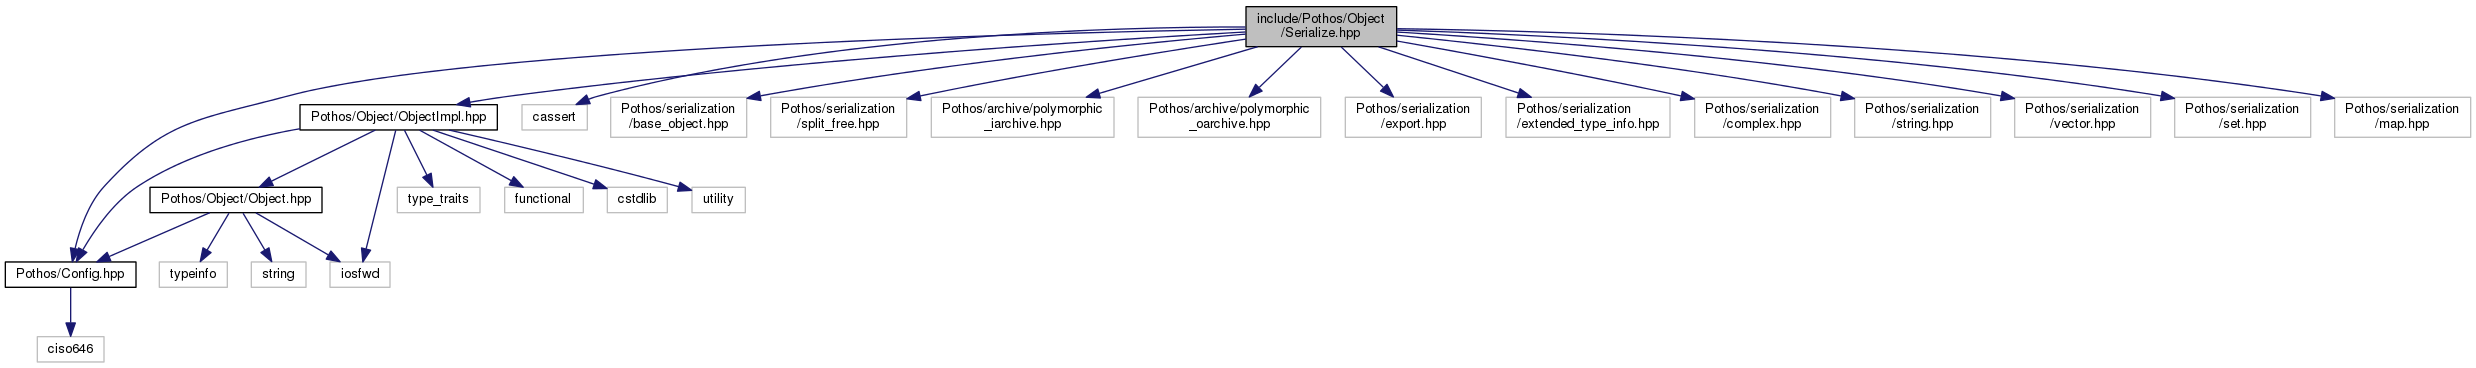 include/Pothos/Object
/Serialize.hpp
Pothos/Object/ObjectImpl.hpp
cassert
Pothos/serialization
/base_object.hpp
Pothos/serialization
/split_free.hpp
Pothos/archive/polymorphic
_iarchive.hpp
Pothos/archive/polymorphic
_oarchive.hpp
Pothos/serialization
/export.hpp
Pothos/serialization
/extended_type_info.hpp
Pothos/serialization
/complex.hpp
Pothos/serialization
/string.hpp
Pothos/serialization
/vector.hpp
Pothos/serialization
/set.hpp
Pothos/serialization
/map.hpp
Pothos/Object/Object.hpp
type_traits
functional
cstdlib
utility
Pothos/Config.hpp
typeinfo
string
iosfwd
ciso646